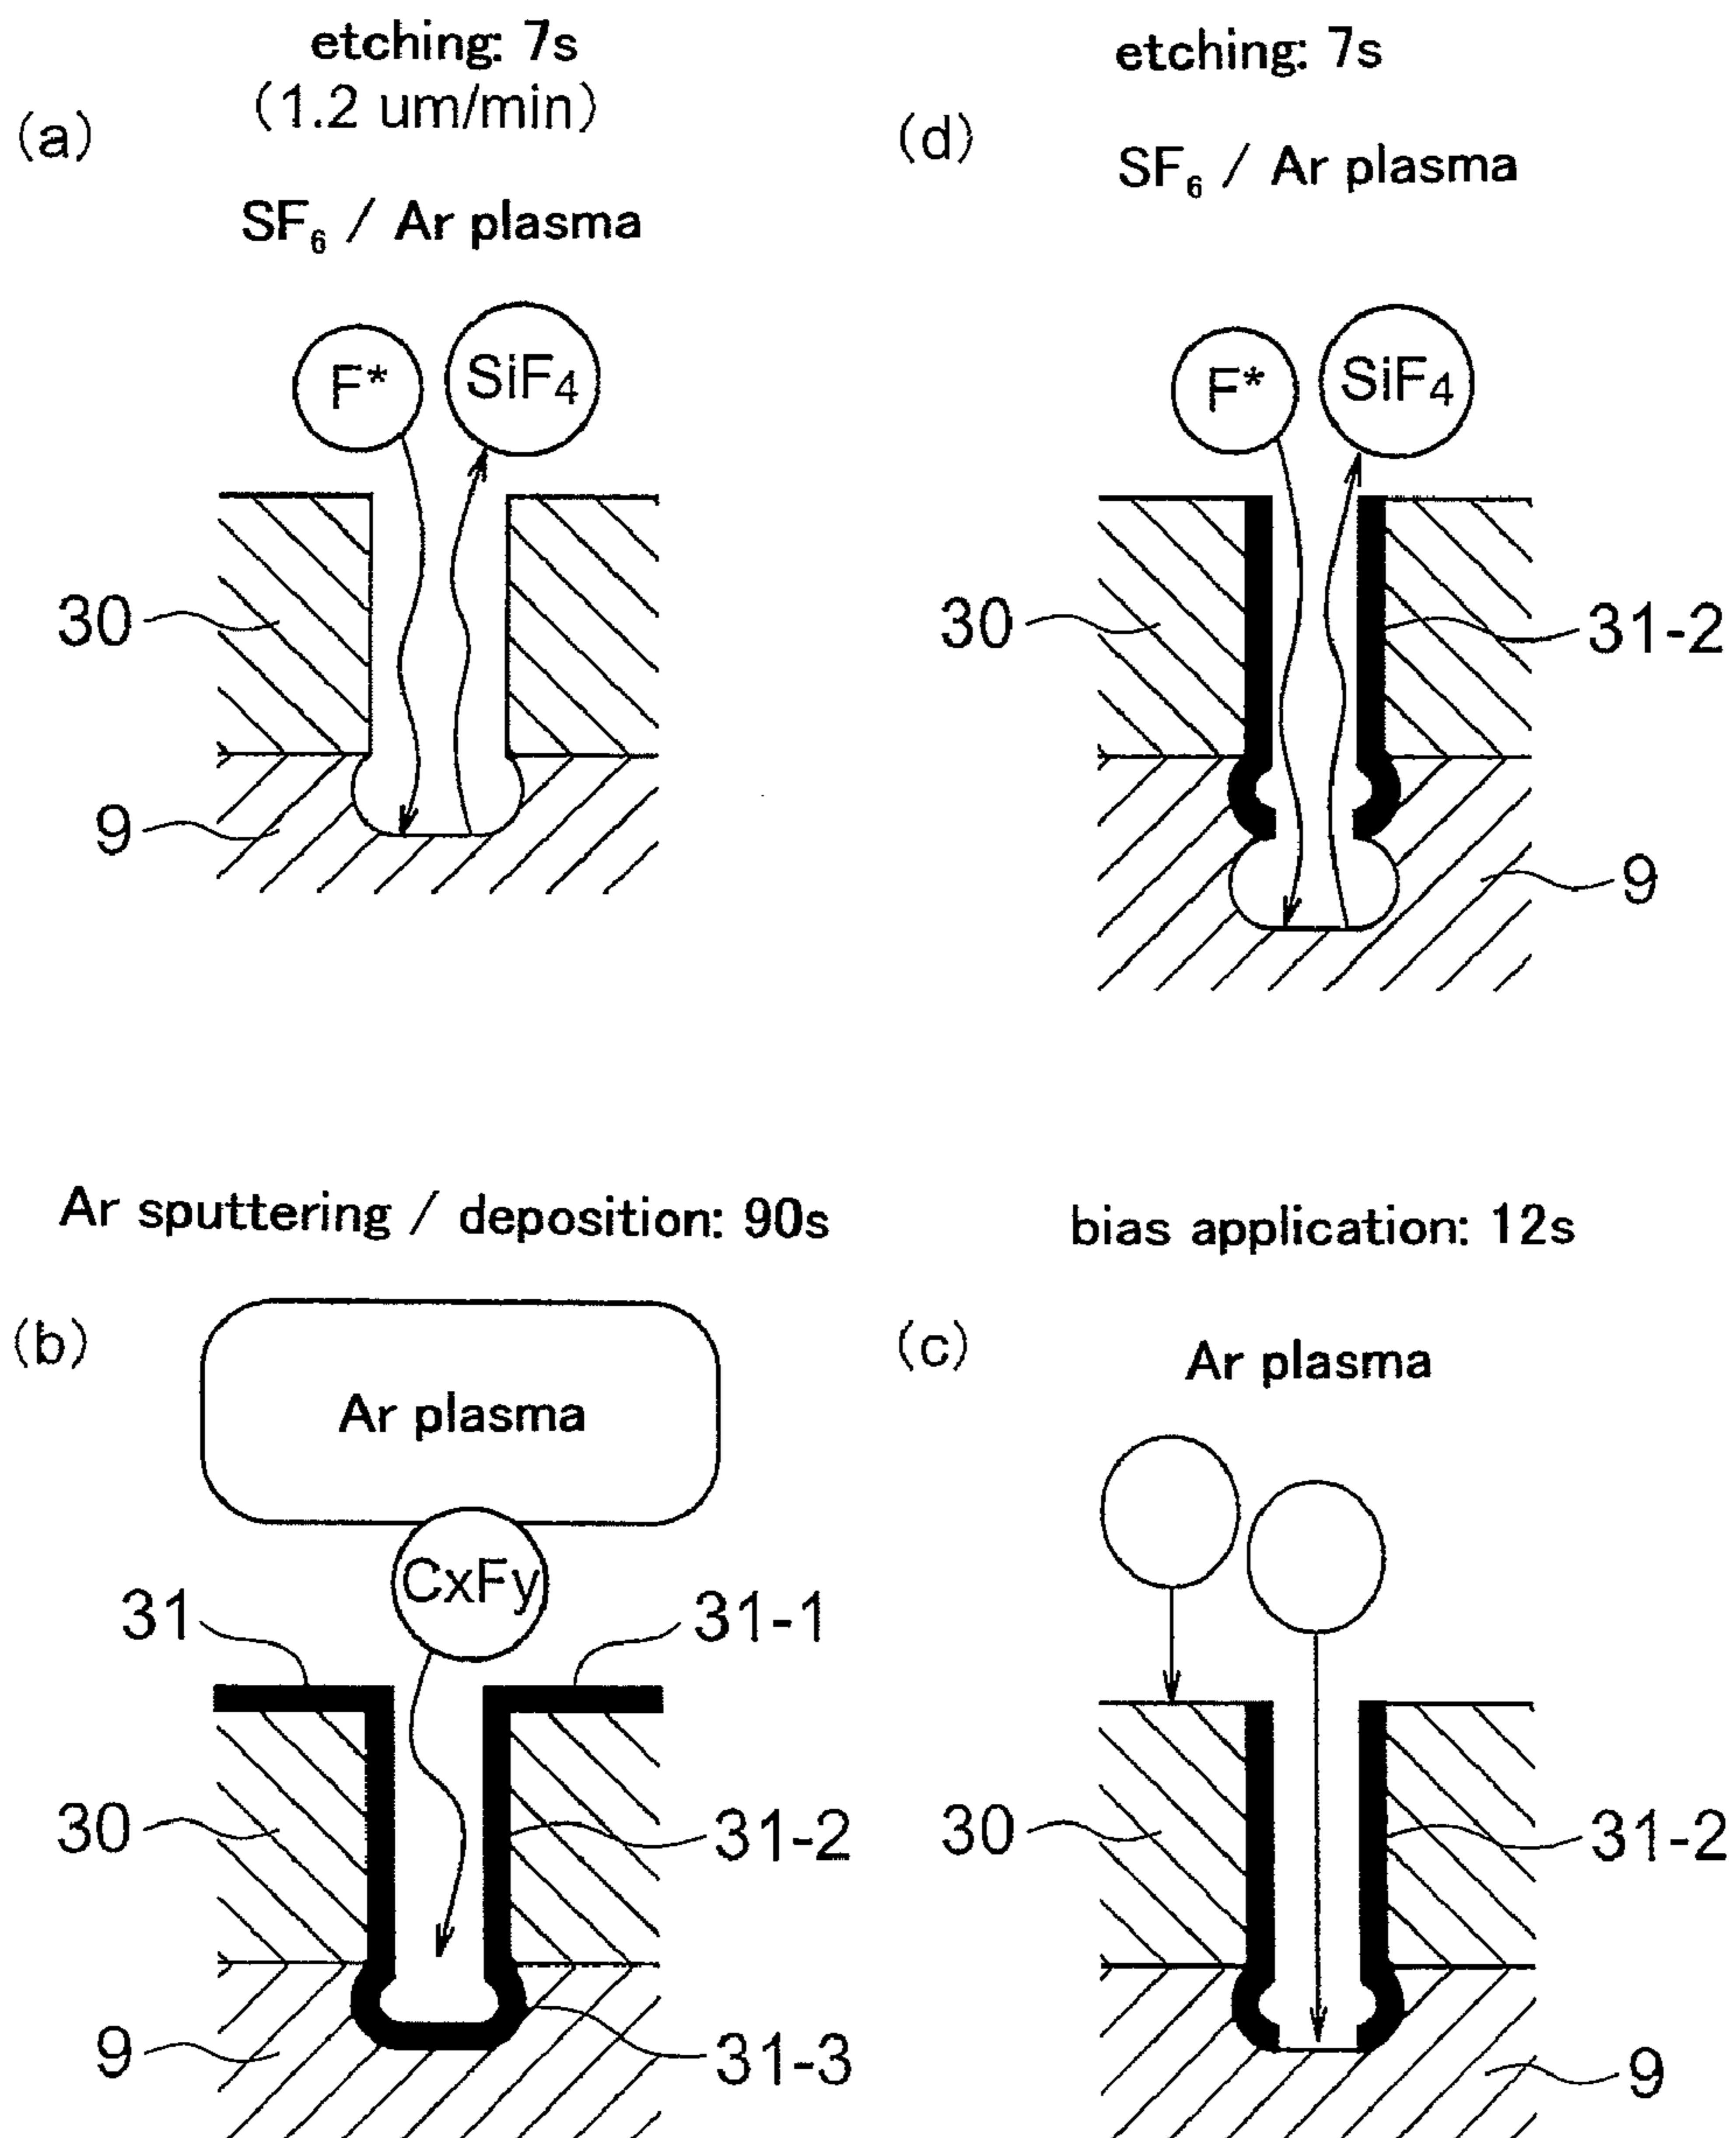 etching: 7s
(1.2 um/min)
(a)
SF₆ / Ar plasma
F*
SiF₄
30
9
etching: 7s
(d)
SF₆ / Ar plasma
F*
SiF₄
30
31-2
9
Ar sputtering / deposition: 90s
(b)
Ar plasma
CxFy
31
31-1
30
31-2
9
31-3
bias application: 12s
(c)
Ar plasma
30
31-2
9